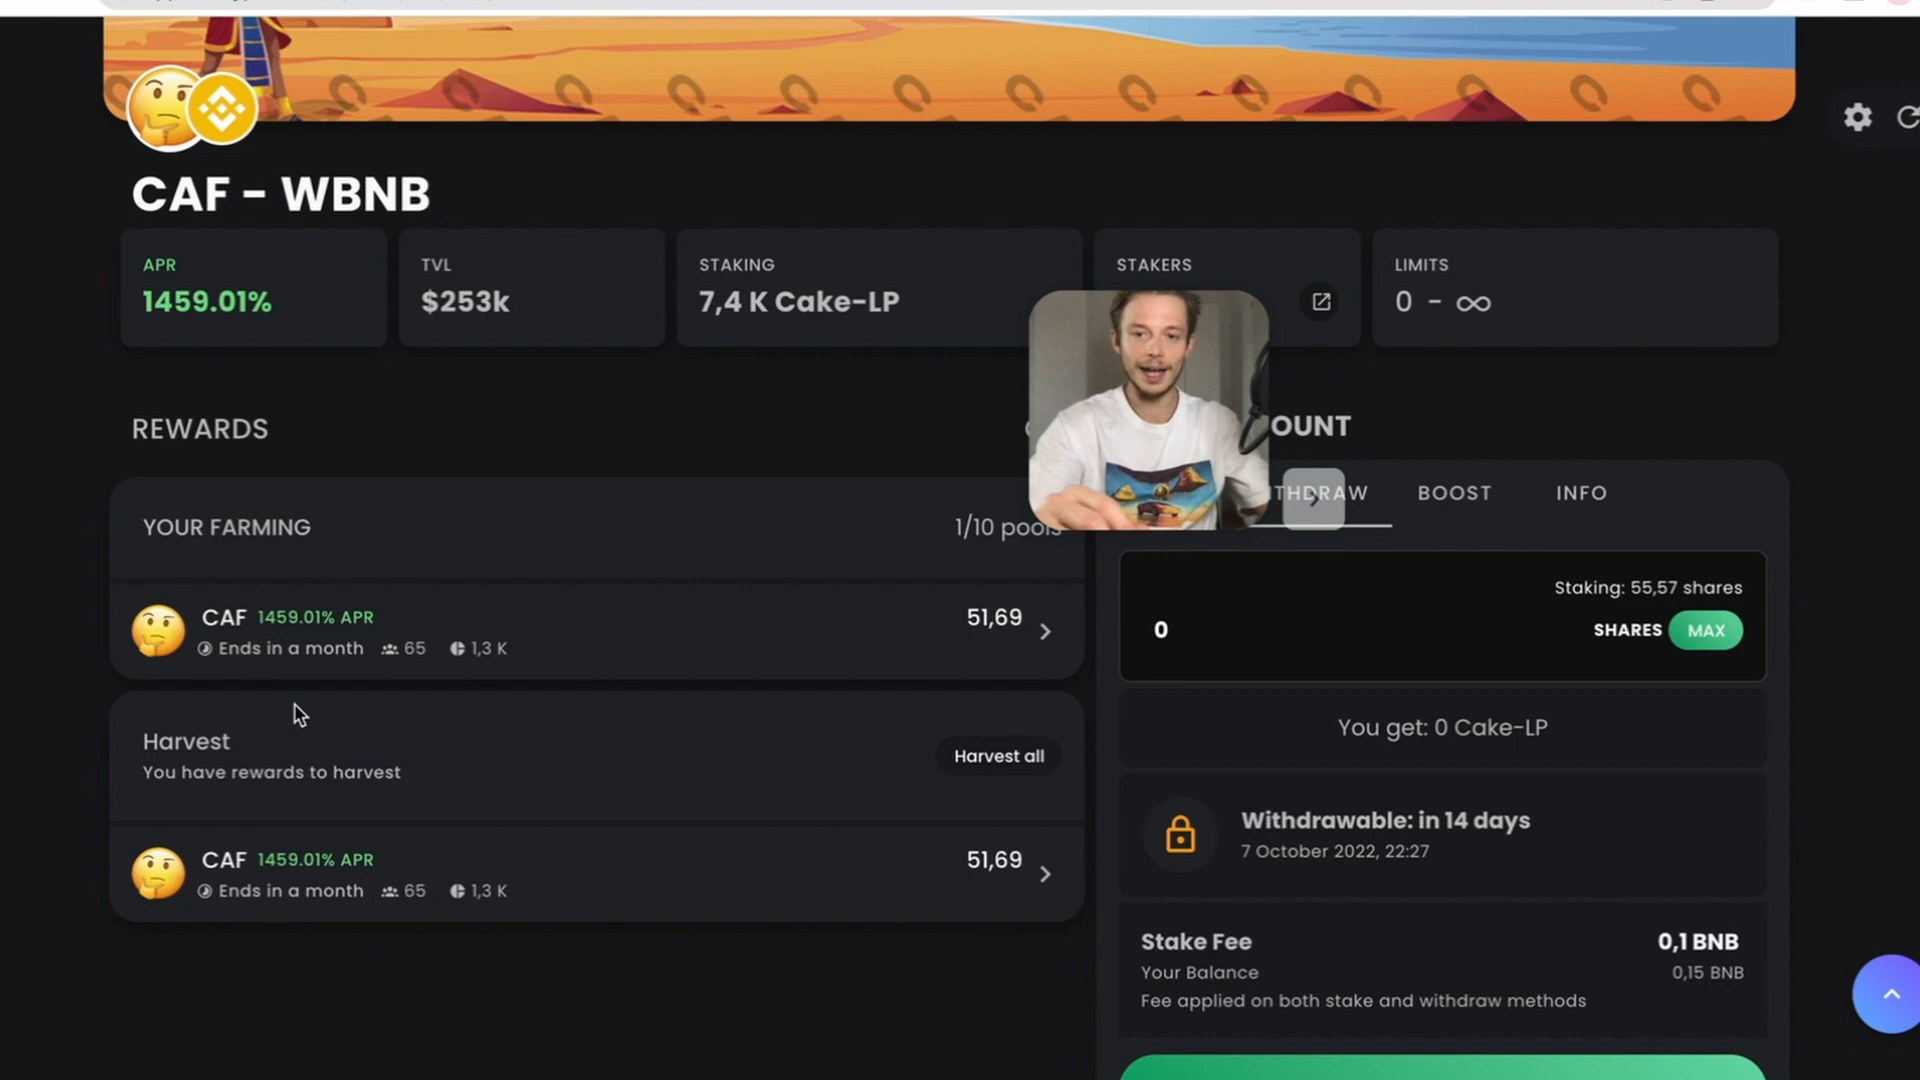 CAF - WBNB
APR
1459.01%
TVL
$253k
STAKING
7,4 K Cake-LP
STAKERS
LIMITS
0 - ∞
REWARDS
OUNT
YOUR FARMING
1/10 pools
CAF 1459.01% APR
51,69
Ends in a month 65 1,3 K
Harvest
You have rewards to harvest
Harvest all
CAF 1459.01% APR
51,69
Ends in a month 65 1,3 K
THDRAW
BOOST
INFO
Staking: 55,57 shares
0
SHARES MAX
You get: 0 Cake-LP
Withdrawable: in 14 days
7 October 2022, 22:27
Stake Fee
0,1 BNB
Your Balance
0,15 BNB
Fee applied on both stake and withdraw methods